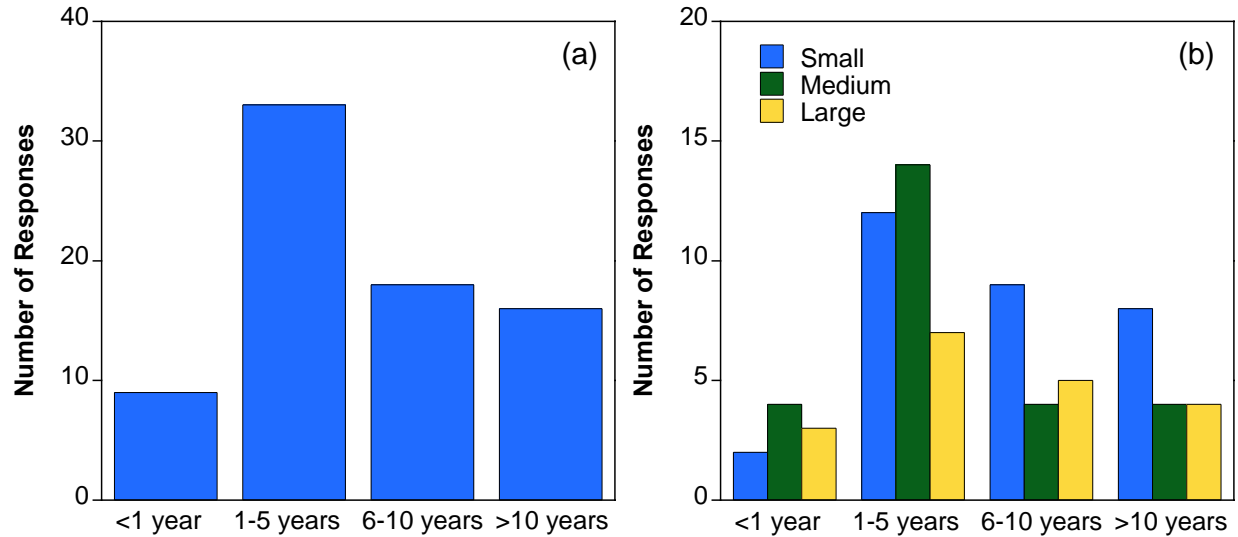 Number of Responses
40
30
20
10
0
(a)
<1 year 1-5 years 6-10 years >10 years
Number of Responses
20
15
10
5
0
Small
Medium
Large
(b)
<1 year 1-5 years 6-10 years >10 years